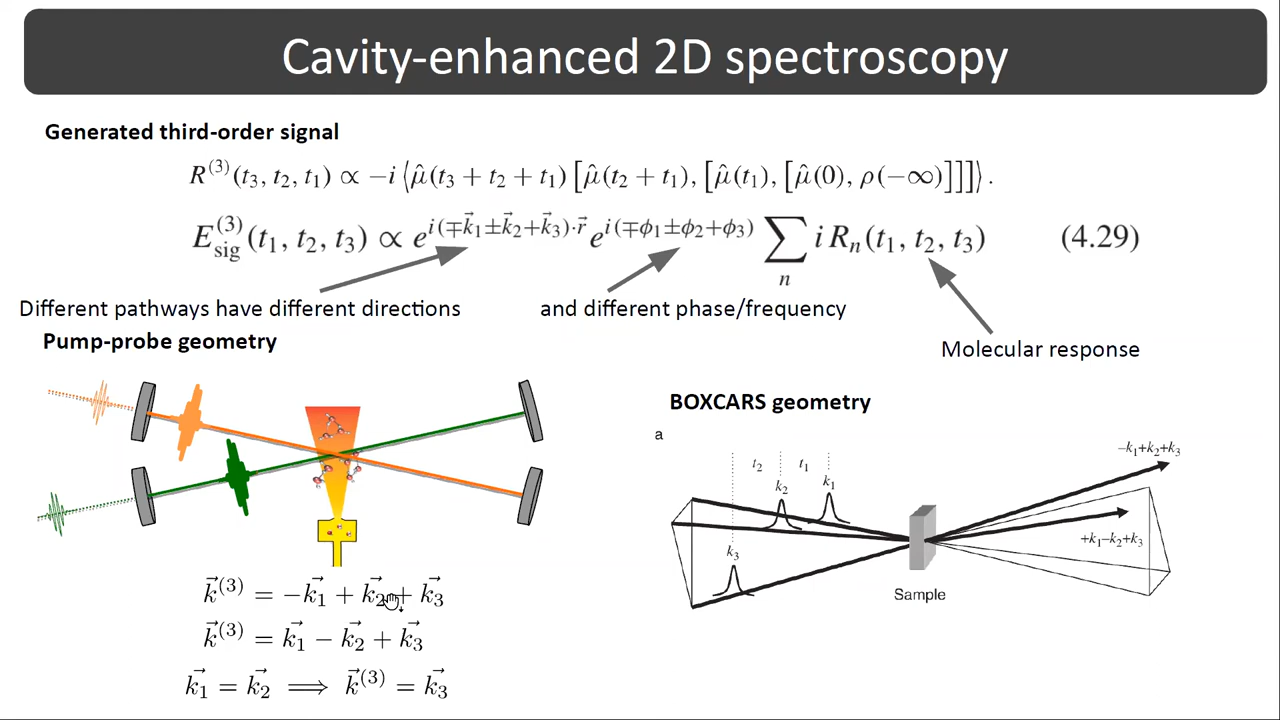 Cavity-enhanced 2D spectroscopy
Generated third-order signal
R^{(3)}(t_3, t_2, t_1) ∝ −i ⟨μ̂(t_3 + t_2 + t_1) [μ̂(t_2 + t_1), [μ̂(t_1), [μ̂(0), ρ(−∞)]]]⟩.
E_{sig}^{(3)}(t_1, t_2, t_3) ∝ e^{i(∓k⃗_1±k⃗_2+k⃗_3)·r⃗} e^{i(∓ϕ_1±ϕ_2+ϕ_3)} ∑_n i R_n(t_1, t_2, t_3) (4.29)
Different pathways have different directions
and different phase/frequency
Molecular response
Pump-probe geometry
k⃗^{(3)} = −k⃗_1 + k⃗_2 + k⃗_3
k⃗^{(3)} = k⃗_1 − k⃗_2 + k⃗_3
k⃗_1 = k⃗_2 ⟹ k⃗^{(3)} = k⃗_3
BOXCARS geometry
a
t_2 t_1
k_2 k_1
k_3
−k_1+k_2+k_3
+k_1−k_2+k_3
Sample